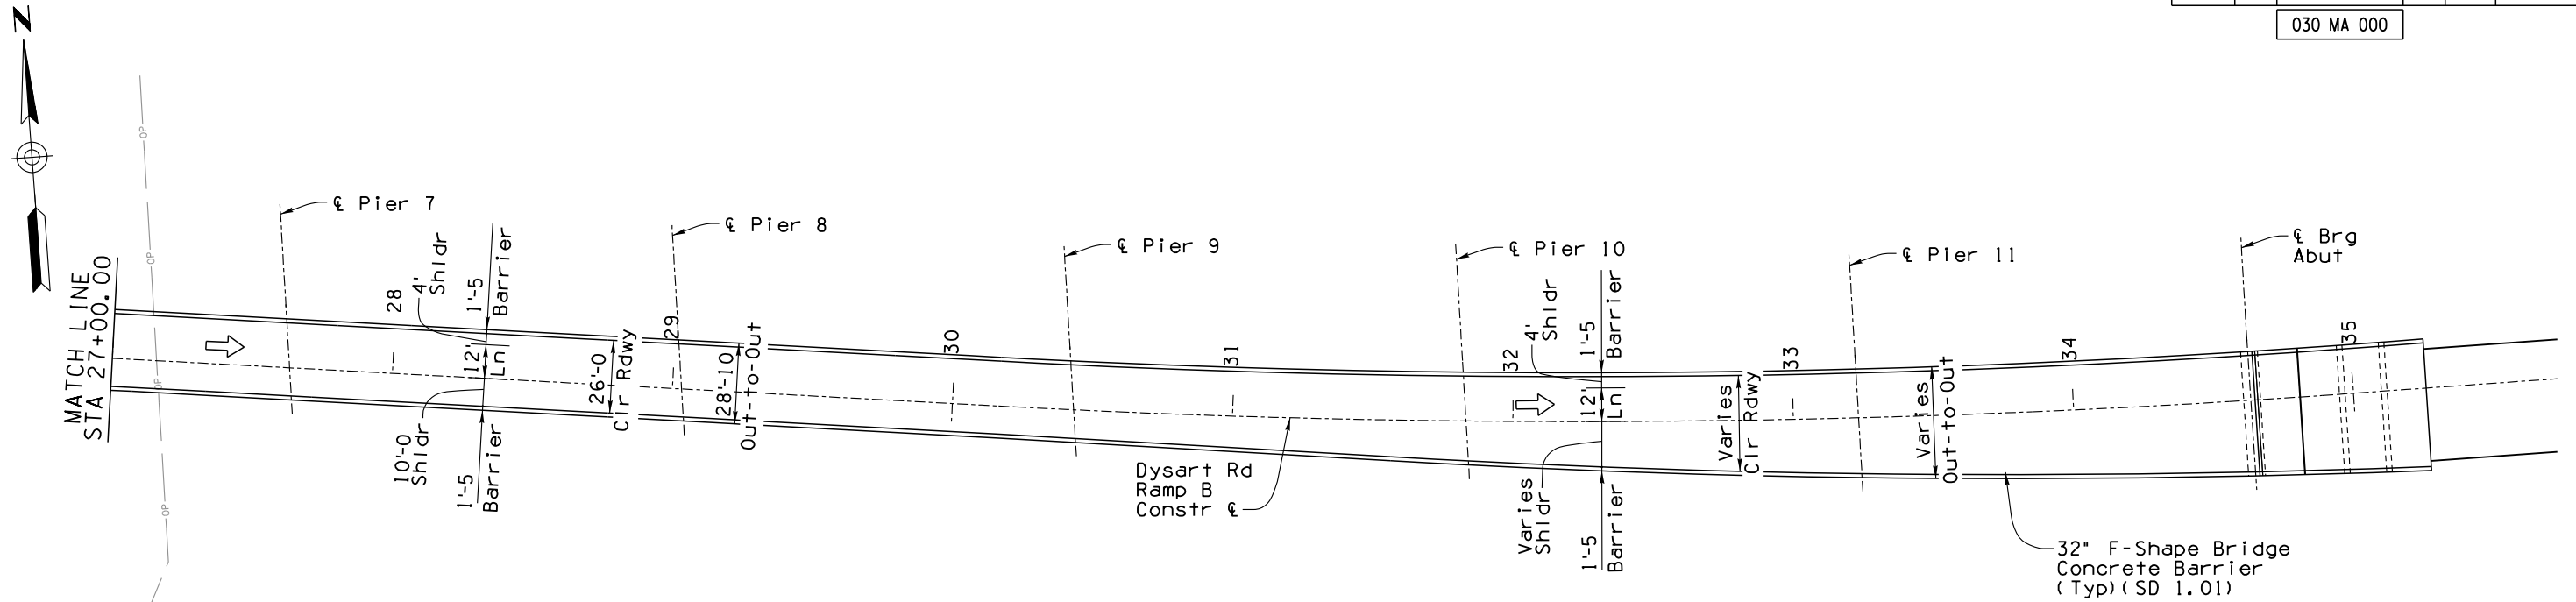 030 MA 000
N
OP
OP
OP
OP
MATCH LINE
STA 27+00.00
℄ Pier 7
28
4'
Shldr
1'-5
Barrier
12'
Ln
10'-0
Shldr
1'-5
Barrier
26'-0
Clr Rdwy
29
℄ Pier 8
28'-10
Out-to-Out
30
℄ Pier 9
31
Dysart Rd
Ramp B
Constr ℄
℄ Pier 10
32
4'
Shldr
1'-5
Barrier
12'
Ln
Varies
Shldr
1'-5
Barrier
Varies
Clr Rdwy
33
℄ Pier 11
Varies
Out-to-Out
34
℄ Brg
Abut
35
32" F-Shape Bridge
Concrete Barrier
(Typ)(SD 1.01)